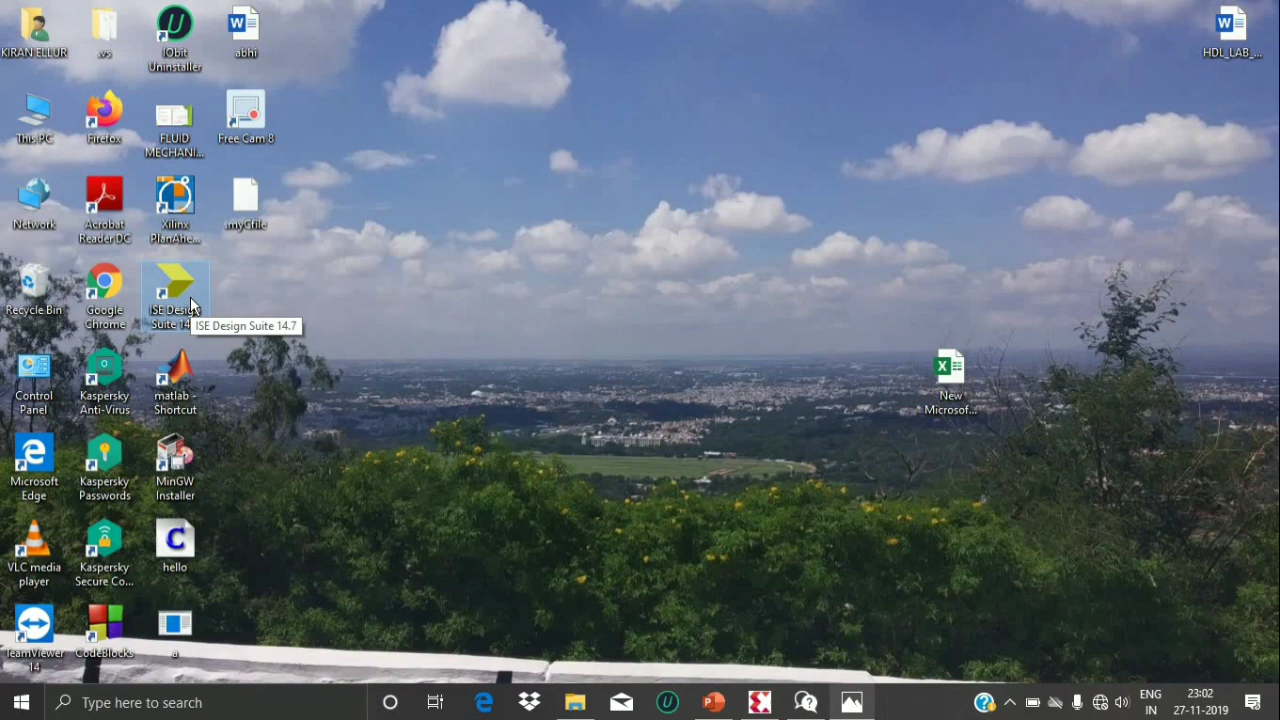 KIRAN ELLUR
.vs
IObit
Uninstaller
abhi
HDL_LAB_...
This PC
Firefox
FLUID
MECHANI...
Free Cam 8
Network
Acrobat
Reader DC
Xilinx
PlanAhe...
myCfile
Recycle Bin
Google
Chrome
ISE Design
Suite 14
ISE Design Suite 14.7
Control
Panel
Kaspersky
Anti-Virus
matlab -
Shortcut
New
Microsof...
Microsoft
Edge
Kaspersky
Passwords
MinGW
Installer
VLC media
player
Kaspersky
Secure Co...
hello
TeamViewer
14
CodeBlocks
a
Type here to search
ENG
IN
23:02
27-11-2019